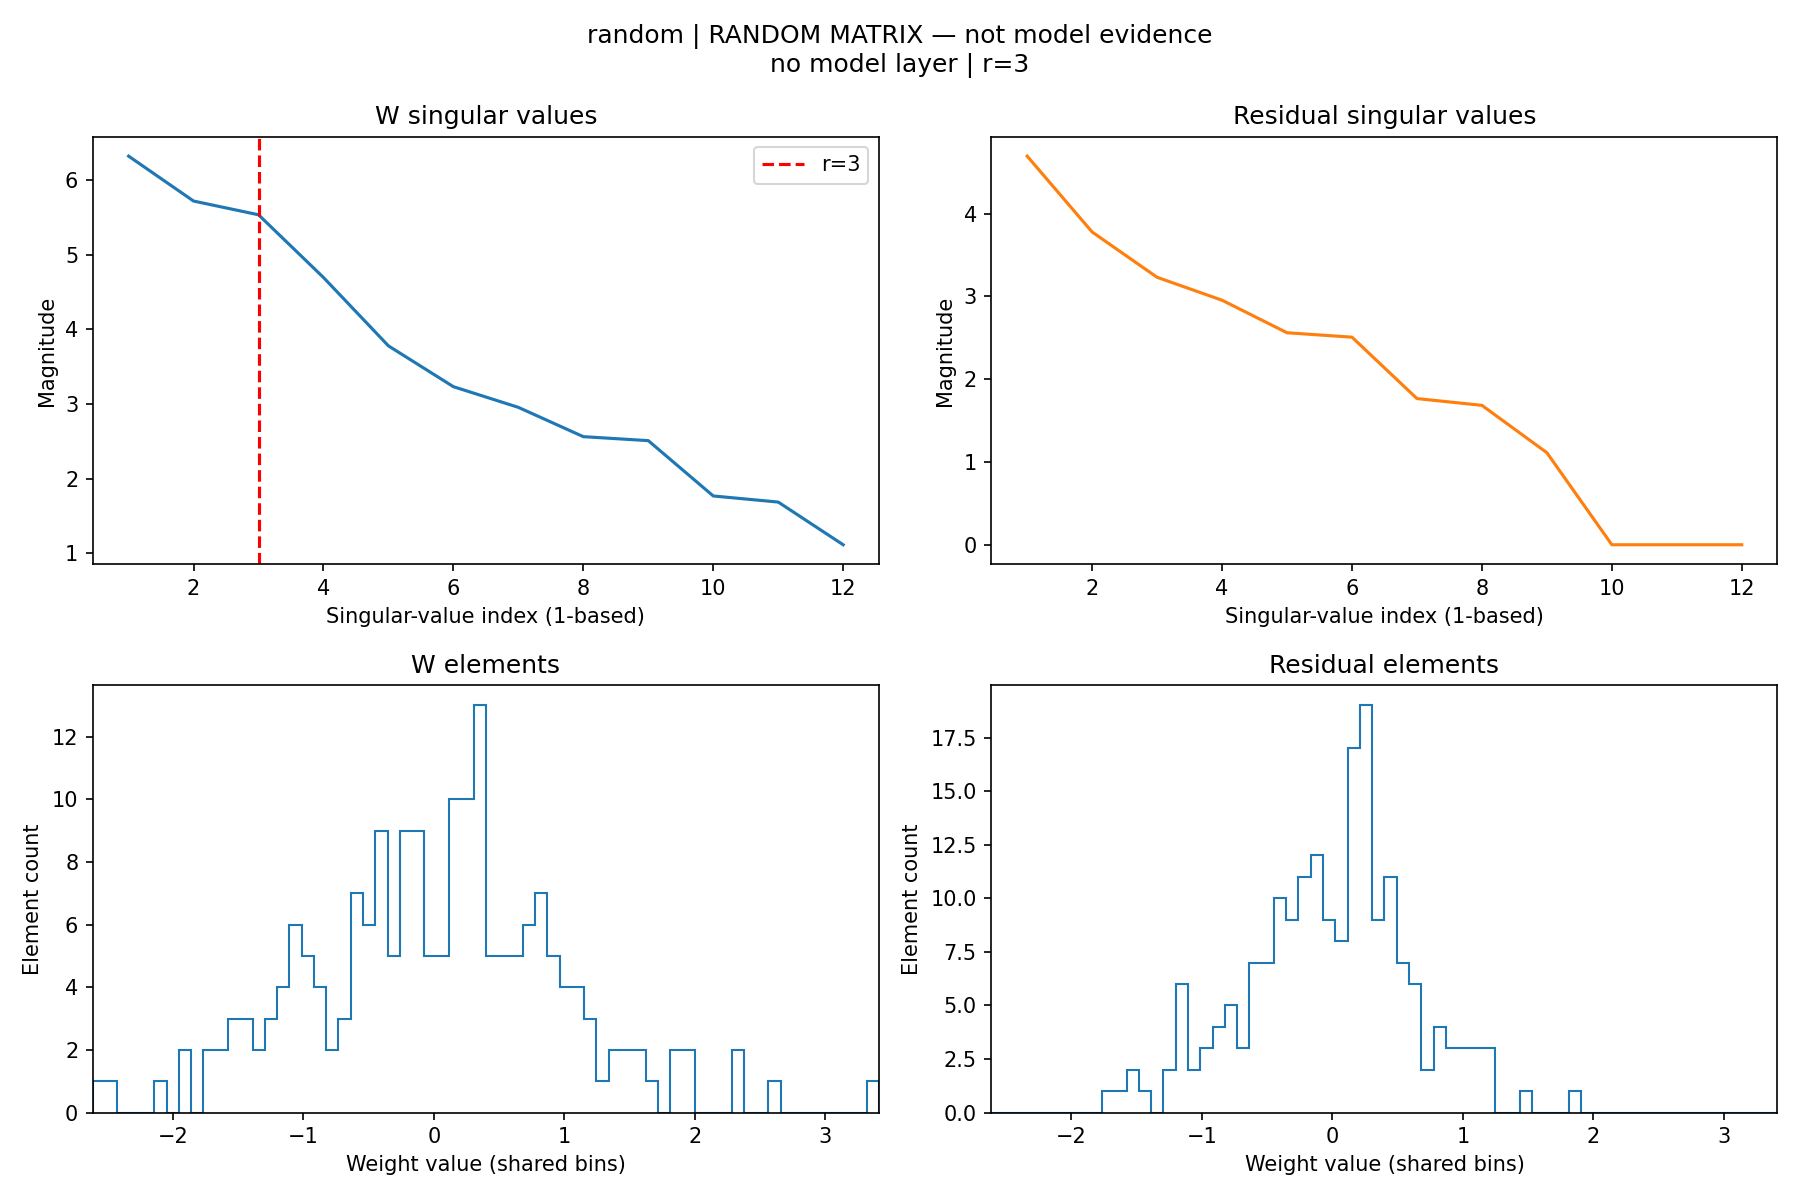 random | RANDOM MATRIX — not model evidence
no model layer | r=3
W singular values
6
5
4
3
2
1
Magnitude
r=3
2 4 6 8 10 12
Singular-value index (1-based)
Residual singular values
4
3
2
1
0
Magnitude
2 4 6 8 10 12
Singular-value index (1-based)
W elements
12
10
8
6
4
2
0
Element count
−2 −1 0 1 2 3
Weight value (shared bins)
Residual elements
17.5
15.0
12.5
10.0
7.5
5.0
2.5
0.0
Element count
−2 −1 0 1 2 3
Weight value (shared bins)